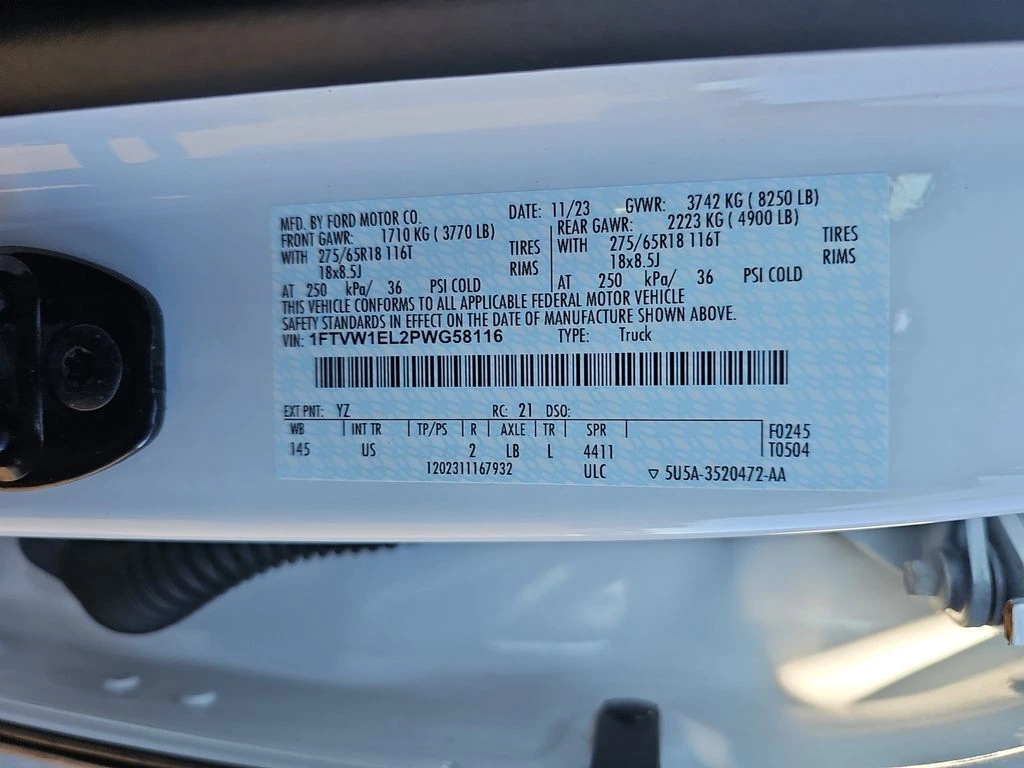 MFD. BY FORD MOTOR CO. DATE: 11/23 GVWR: 3742 KG ( 8250 LB)
FRONT GAWR: 1710 KG ( 3770 LB) REAR GAWR: 2223 KG ( 4900 LB)
WITH 275/65R18 116T TIRES WITH 275/65R18 116T TIRES
18x8.5J RIMS 18x8.5J RIMS
AT 250 kPa/ 36 PSI COLD AT 250 kPa/ 36 PSI COLD
THIS VEHICLE CONFORMS TO ALL APPLICABLE FEDERAL MOTOR VEHICLE
SAFETY STANDARDS IN EFFECT ON THE DATE OF MANUFACTURE SHOWN ABOVE.
VIN: 1FTVW1EL2PWG58116 TYPE: Truck
EXT PNT: YZ RC: 21 DSO:
WB INT TR TP/PS R AXLE TR SPR F0245
145 US 2 LB L 4411 T0504
1202311167932 ULC ▽ 5U5A-3520472-AA